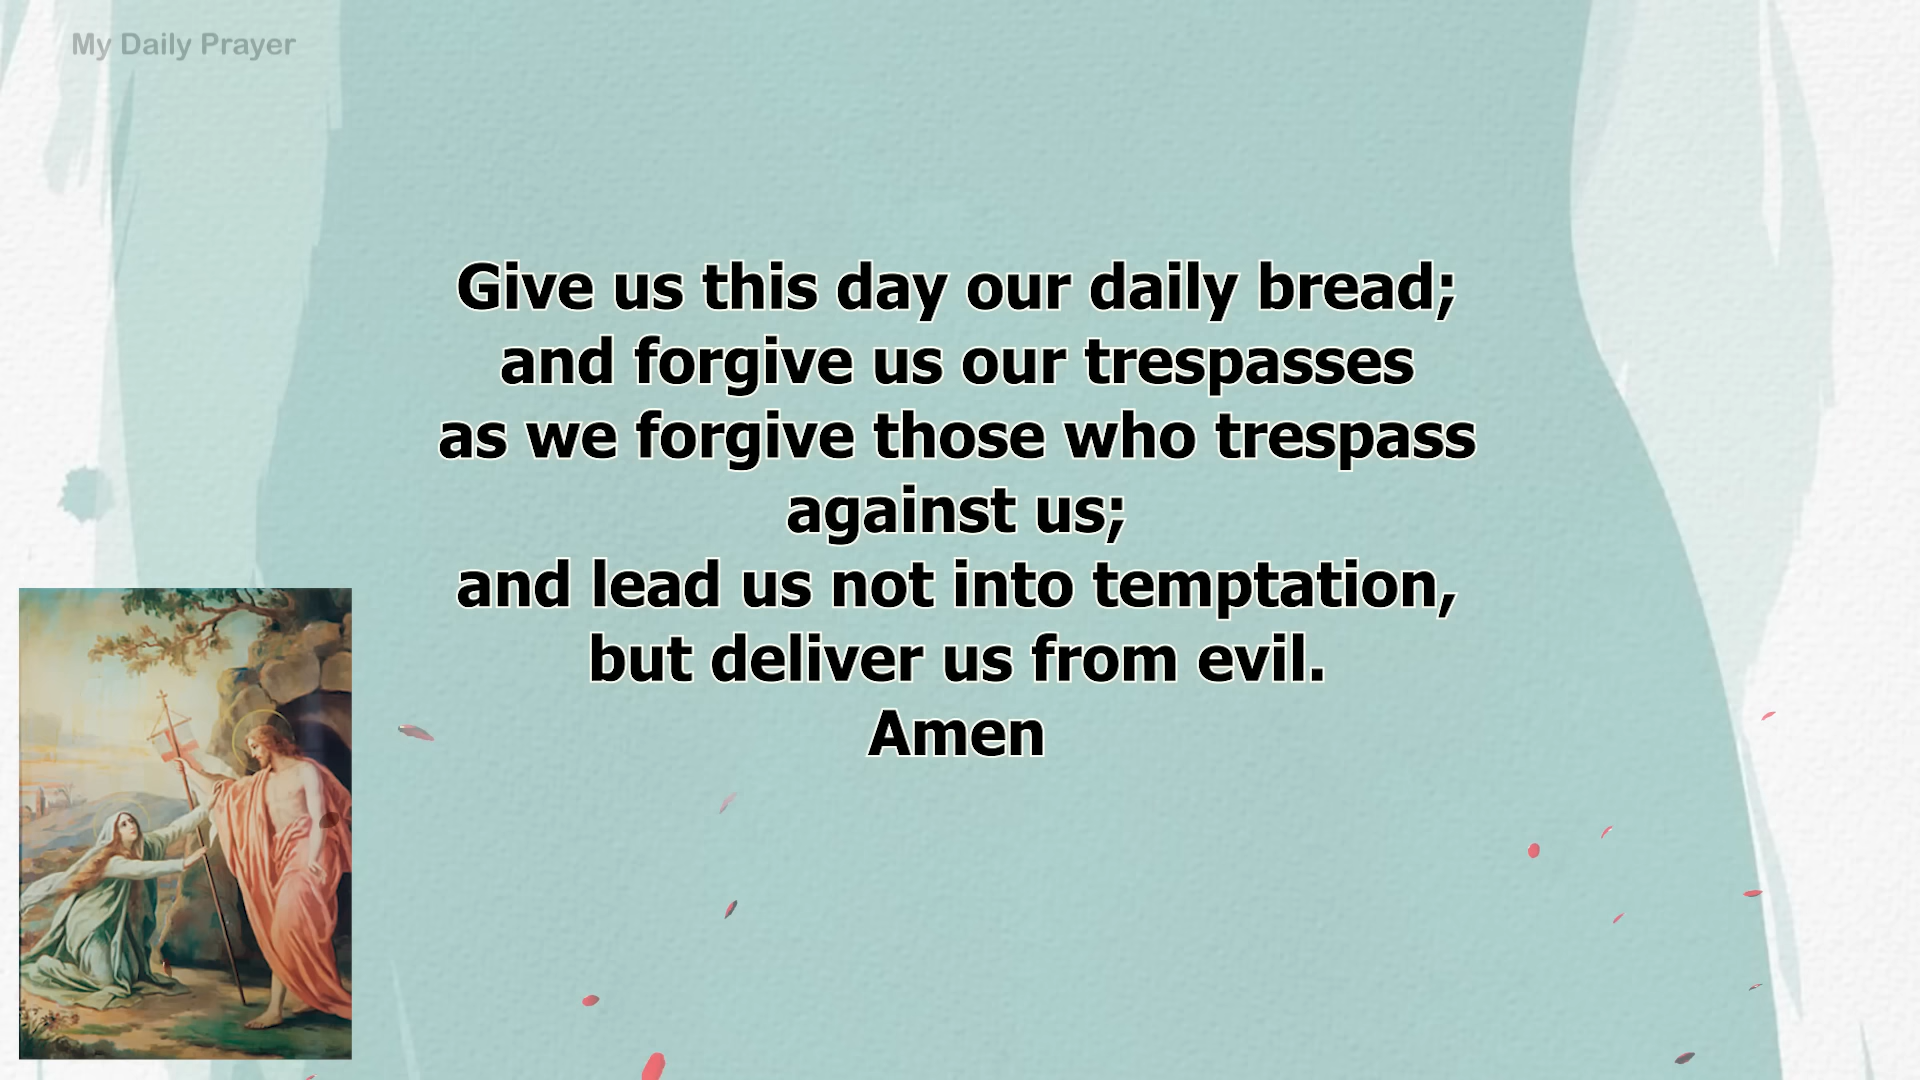 My Daily Prayer
Give us this day our daily bread;
and forgive us our trespasses
as we forgive those who trespass
against us;
and lead us not into temptation,
but deliver us from evil.
Amen